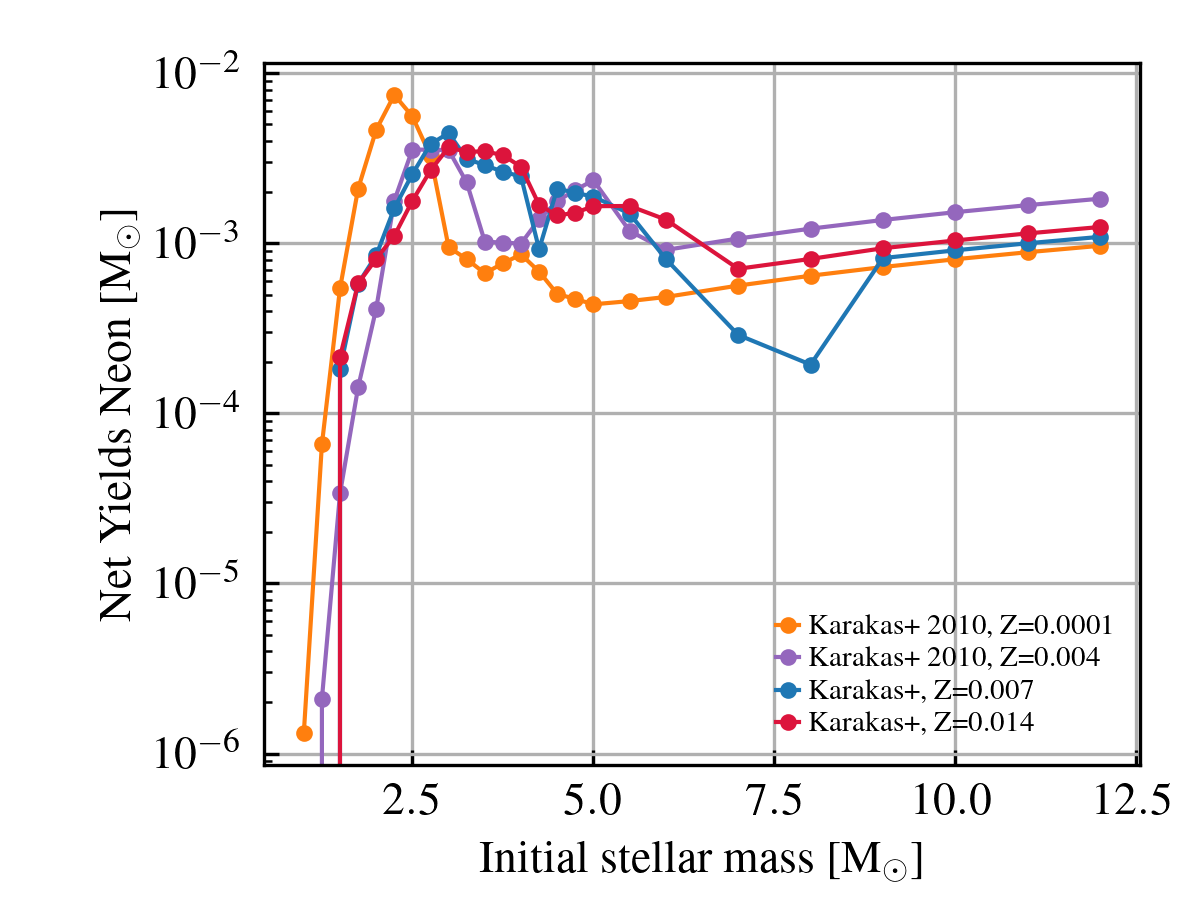 10⁻²
10⁻³
10⁻⁴
10⁻⁵
10⁻⁶
Net Yields Neon [M⊙]
Karakas+ 2010, Z=0.0001
Karakas+ 2010, Z=0.004
Karakas+, Z=0.007
Karakas+, Z=0.014
2.5 5.0 7.5 10.0 12.5
Initial stellar mass [M⊙]